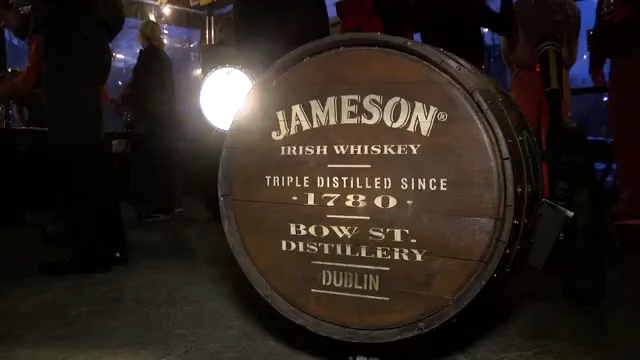 JAMESON®
IRISH WHISKEY
TRIPLE DISTILLED SINCE
·1780·
BOW ST.
DISTILLERY
DUBLIN